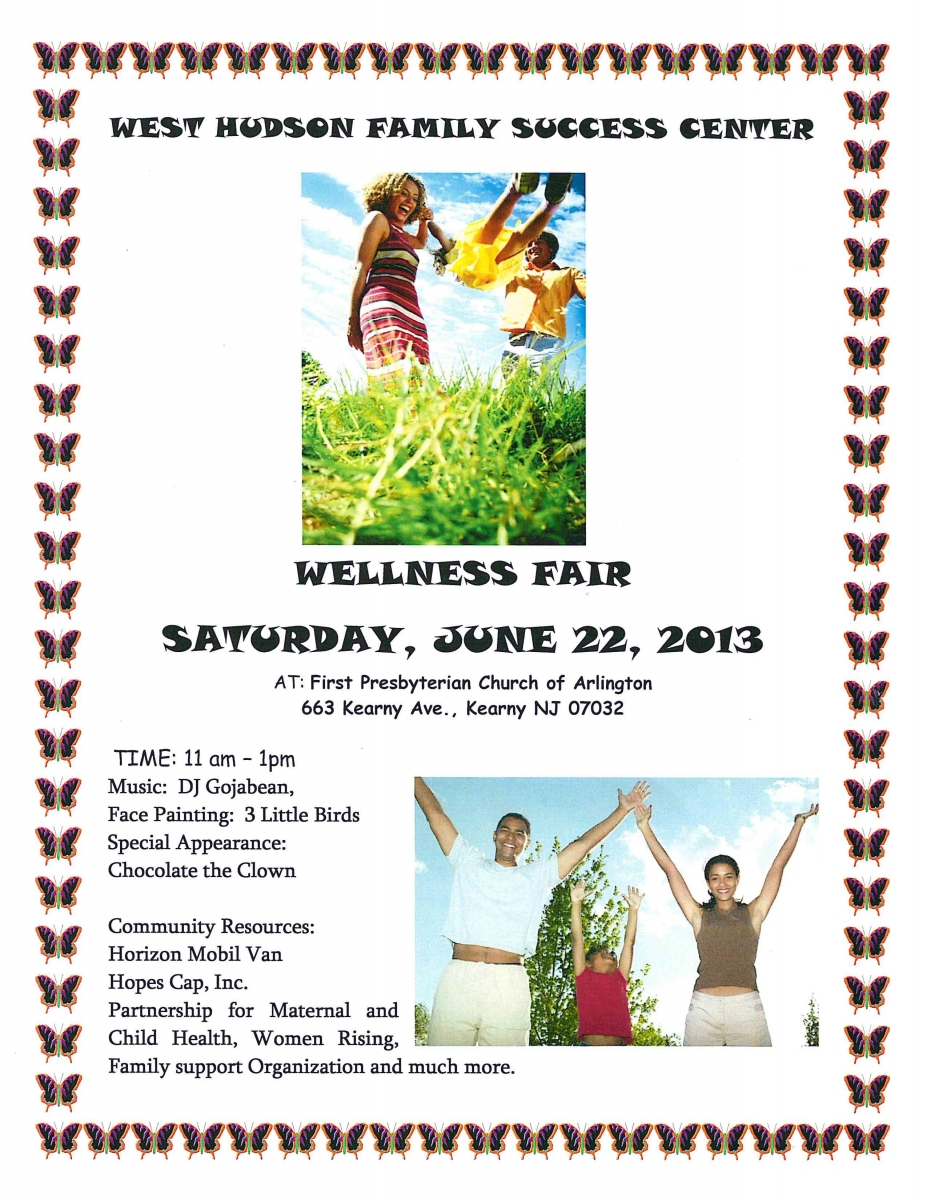 WEST HUDSON FAMILY SUCCESS CENTER
WELLNESS FAIR
SATURDAY, JUNE 22, 2013
AT: First Presbyterian Church of Arlington
663 Kearny Ave., Kearny NJ 07032
TIME: 11 am – 1pm
Music: DJ Gojabean,
Face Painting: 3 Little Birds
Special Appearance:
Chocolate the Clown
Community Resources:
Horizon Mobil Van
Hopes Cap, Inc.
Partnership for Maternal and
Child Health, Women Rising,
Family support Organization and much more.